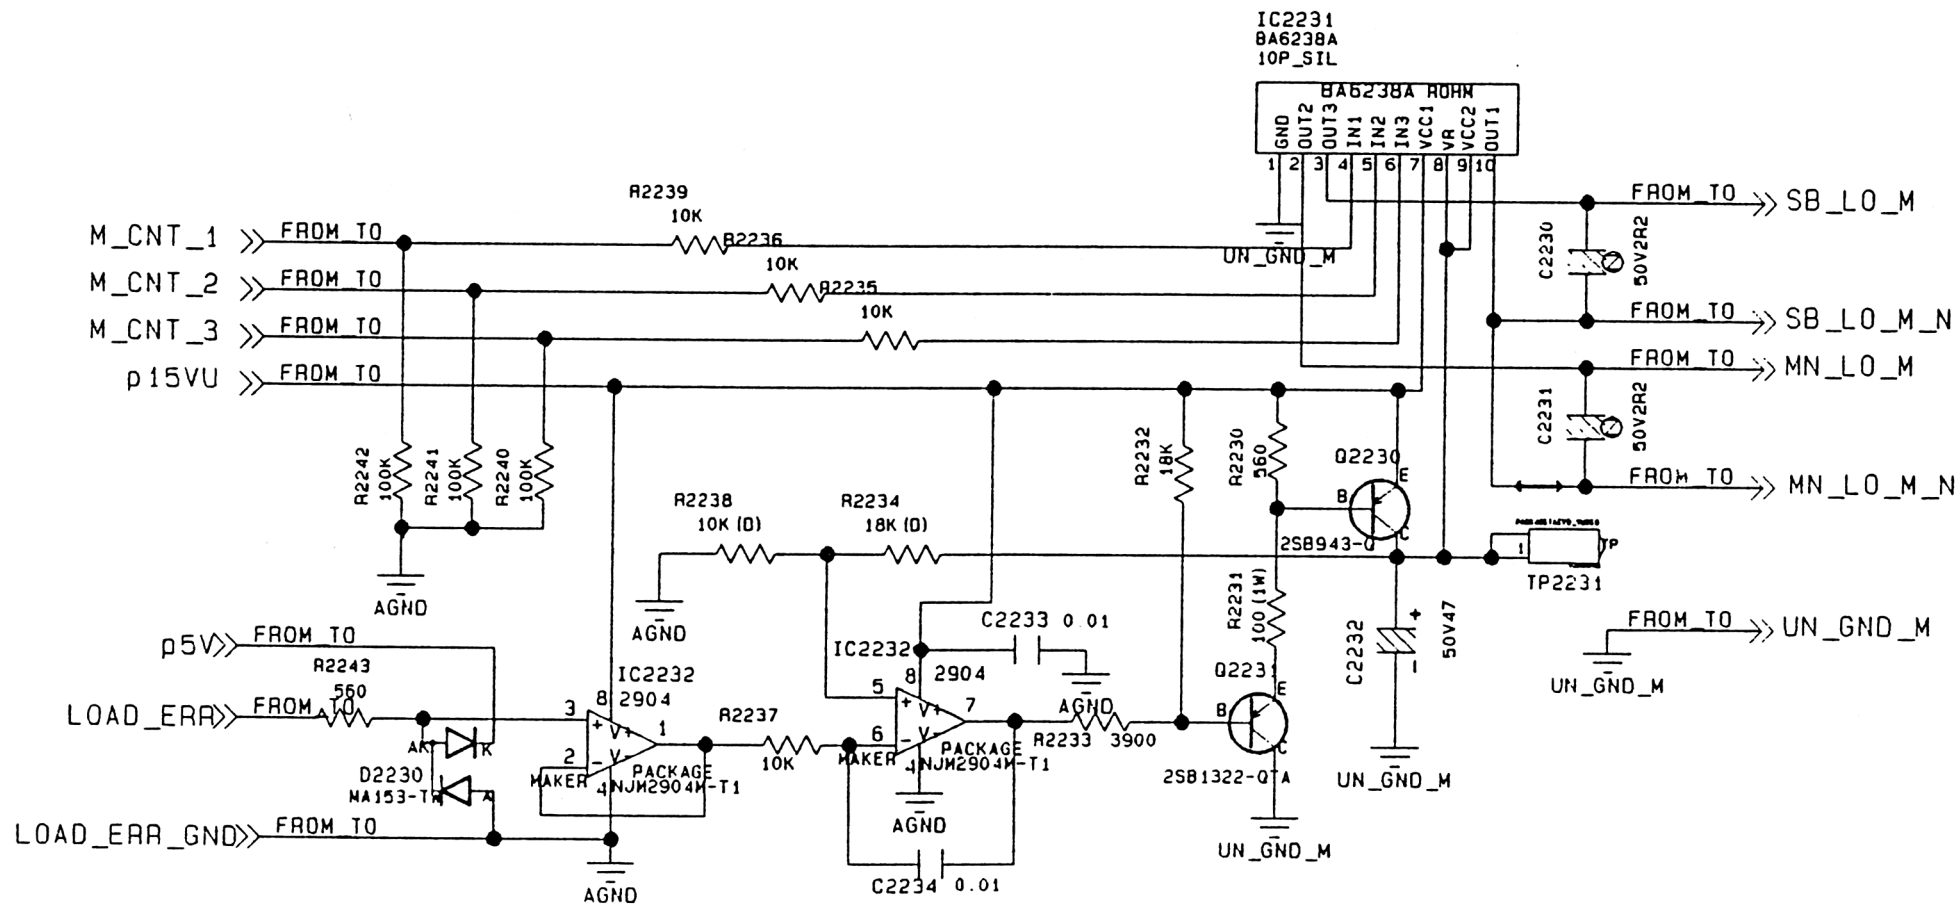 IC2231
BA6238A
10P_SIL
BA6238A ROHM
GND
OUT2
OUT3
IN1
IN2
IN3
VCC1
VR
VCC2
OUT1
1 2 3 4 5 6 7 8 9 10
UN_GND_M
M_CNT_1 FROM_TO
R2239
10K
M_CNT_2 FROM_TO
R2236
10K
M_CNT_3 FROM_TO
R2235
10K
p15VU FROM_TO
FROM_TO SB_LO_M
C2230
50V2R2
FROM_TO SB_LO_M_N
FROM_TO MN_LO_M
C2231
50V2R2
FROM_TO MN_LO_M_N
R2242
100K
R2241
100K
R2240
100K
AGND
R2238
10K(D)
R2234
18K(D)
AGND
R2232
18K
R2230
560
Q2230
B
E
C
2SB943-Q
1
TP
TP2231
R2231
100(1W)
C2232
+
-
50V47
UN_GND_M
FROM_TO UN_GND_M
UN_GND_M
p5V FROM_TO
R2243
560
LOAD_ERR FROM_TO
AK
K
D2230
MA153-TX
A
LOAD_ERR_GND FROM_TO
IC2232
2904
8
3
+
V+
1
2
-
V-
4
MAKER
PACKAGE
NJM2904M-T1
AGND
R2237
10K
C2233 0.01
AGND
IC2232
2904
8
5
+
V+
7
6
-
V-
4
MAKER
PACKAGE
NJM2904M-T1
AGND
C2234 0.01
R2233 3900
Q2231
B
E
C
2SB1322-QTA
UN_GND_M